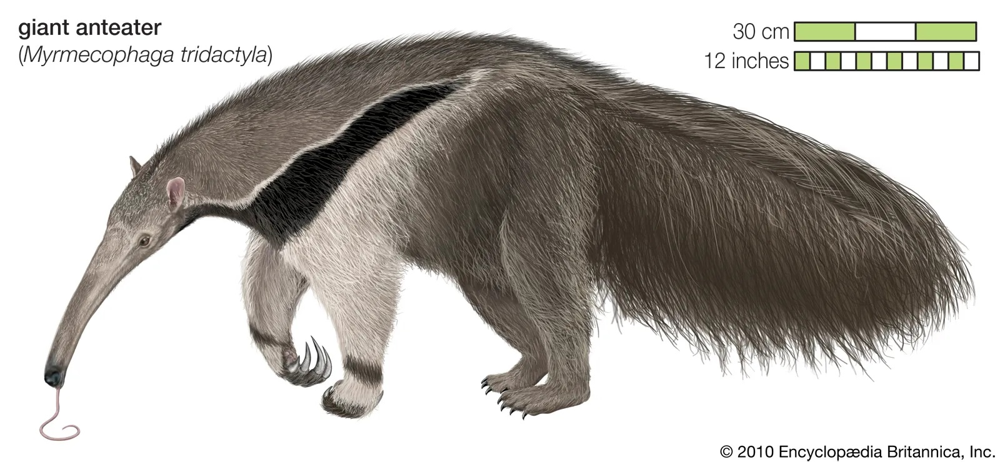 giant anteater
(Myrmecophaga tridactyla)
30 cm
12 inches
© 2010 Encyclopædia Britannica, Inc.